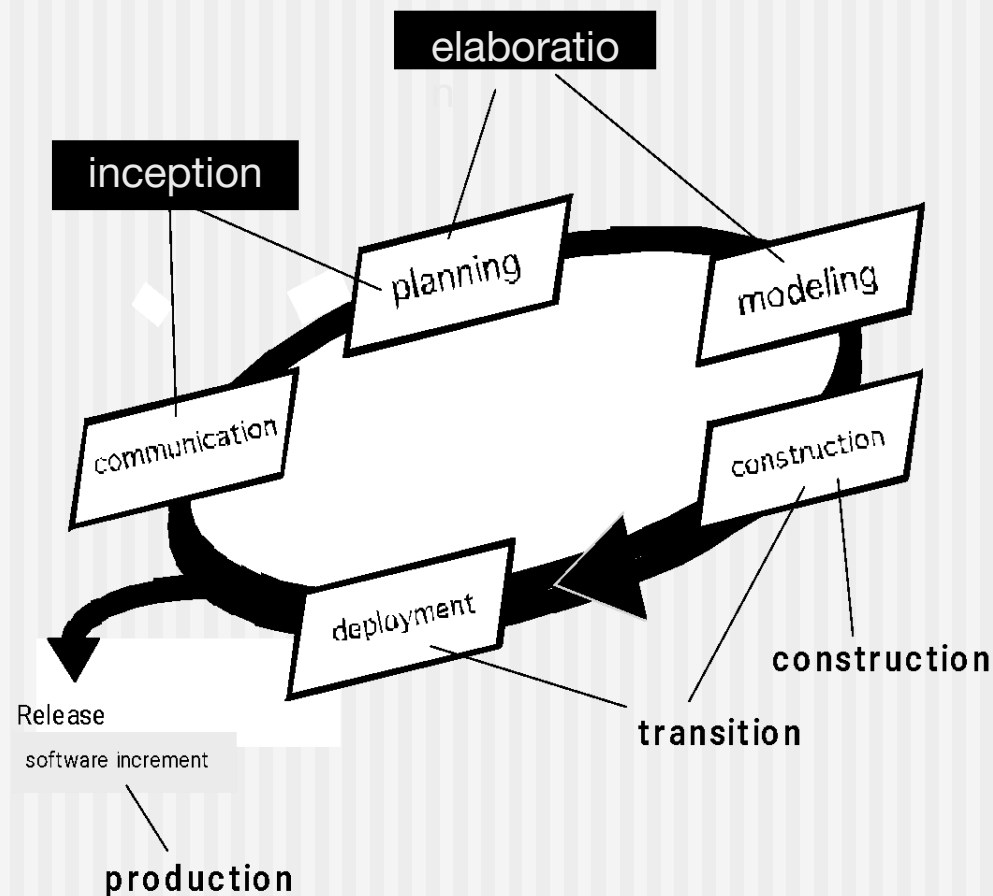 elaboratio
n
inception
planning
modeling
communication
construction
deployment
construction
transition
Release
software increment
production